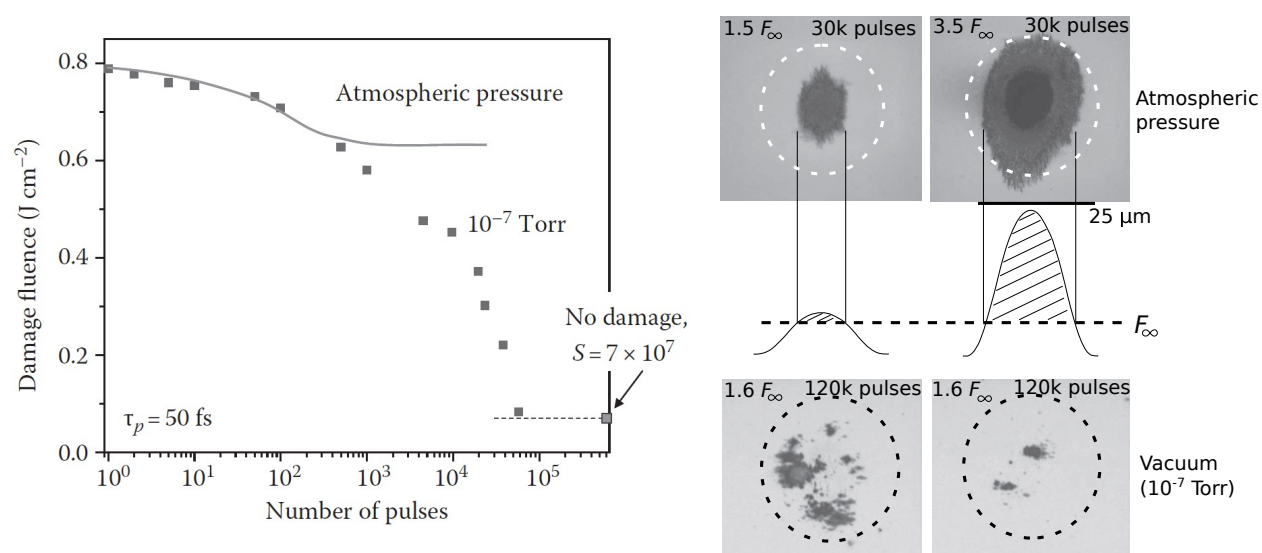 0.8
0.6
0.4
0.2
0.0
Damage fluence (J cm⁻²)
Atmospheric pressure
10⁻⁷ Torr
No damage,
S = 7 × 10⁷
τₚ = 50 fs
10⁰ 10¹ 10² 10³ 10⁴ 10⁵
Number of pulses
1.5 F∞ 30k pulses
3.5 F∞ 30k pulses
Atmospheric
pressure
25 μm
F∞
1.6 F∞ 120k pulses
1.6 F∞ 120k pulses
Vacuum
(10⁻⁷ Torr)